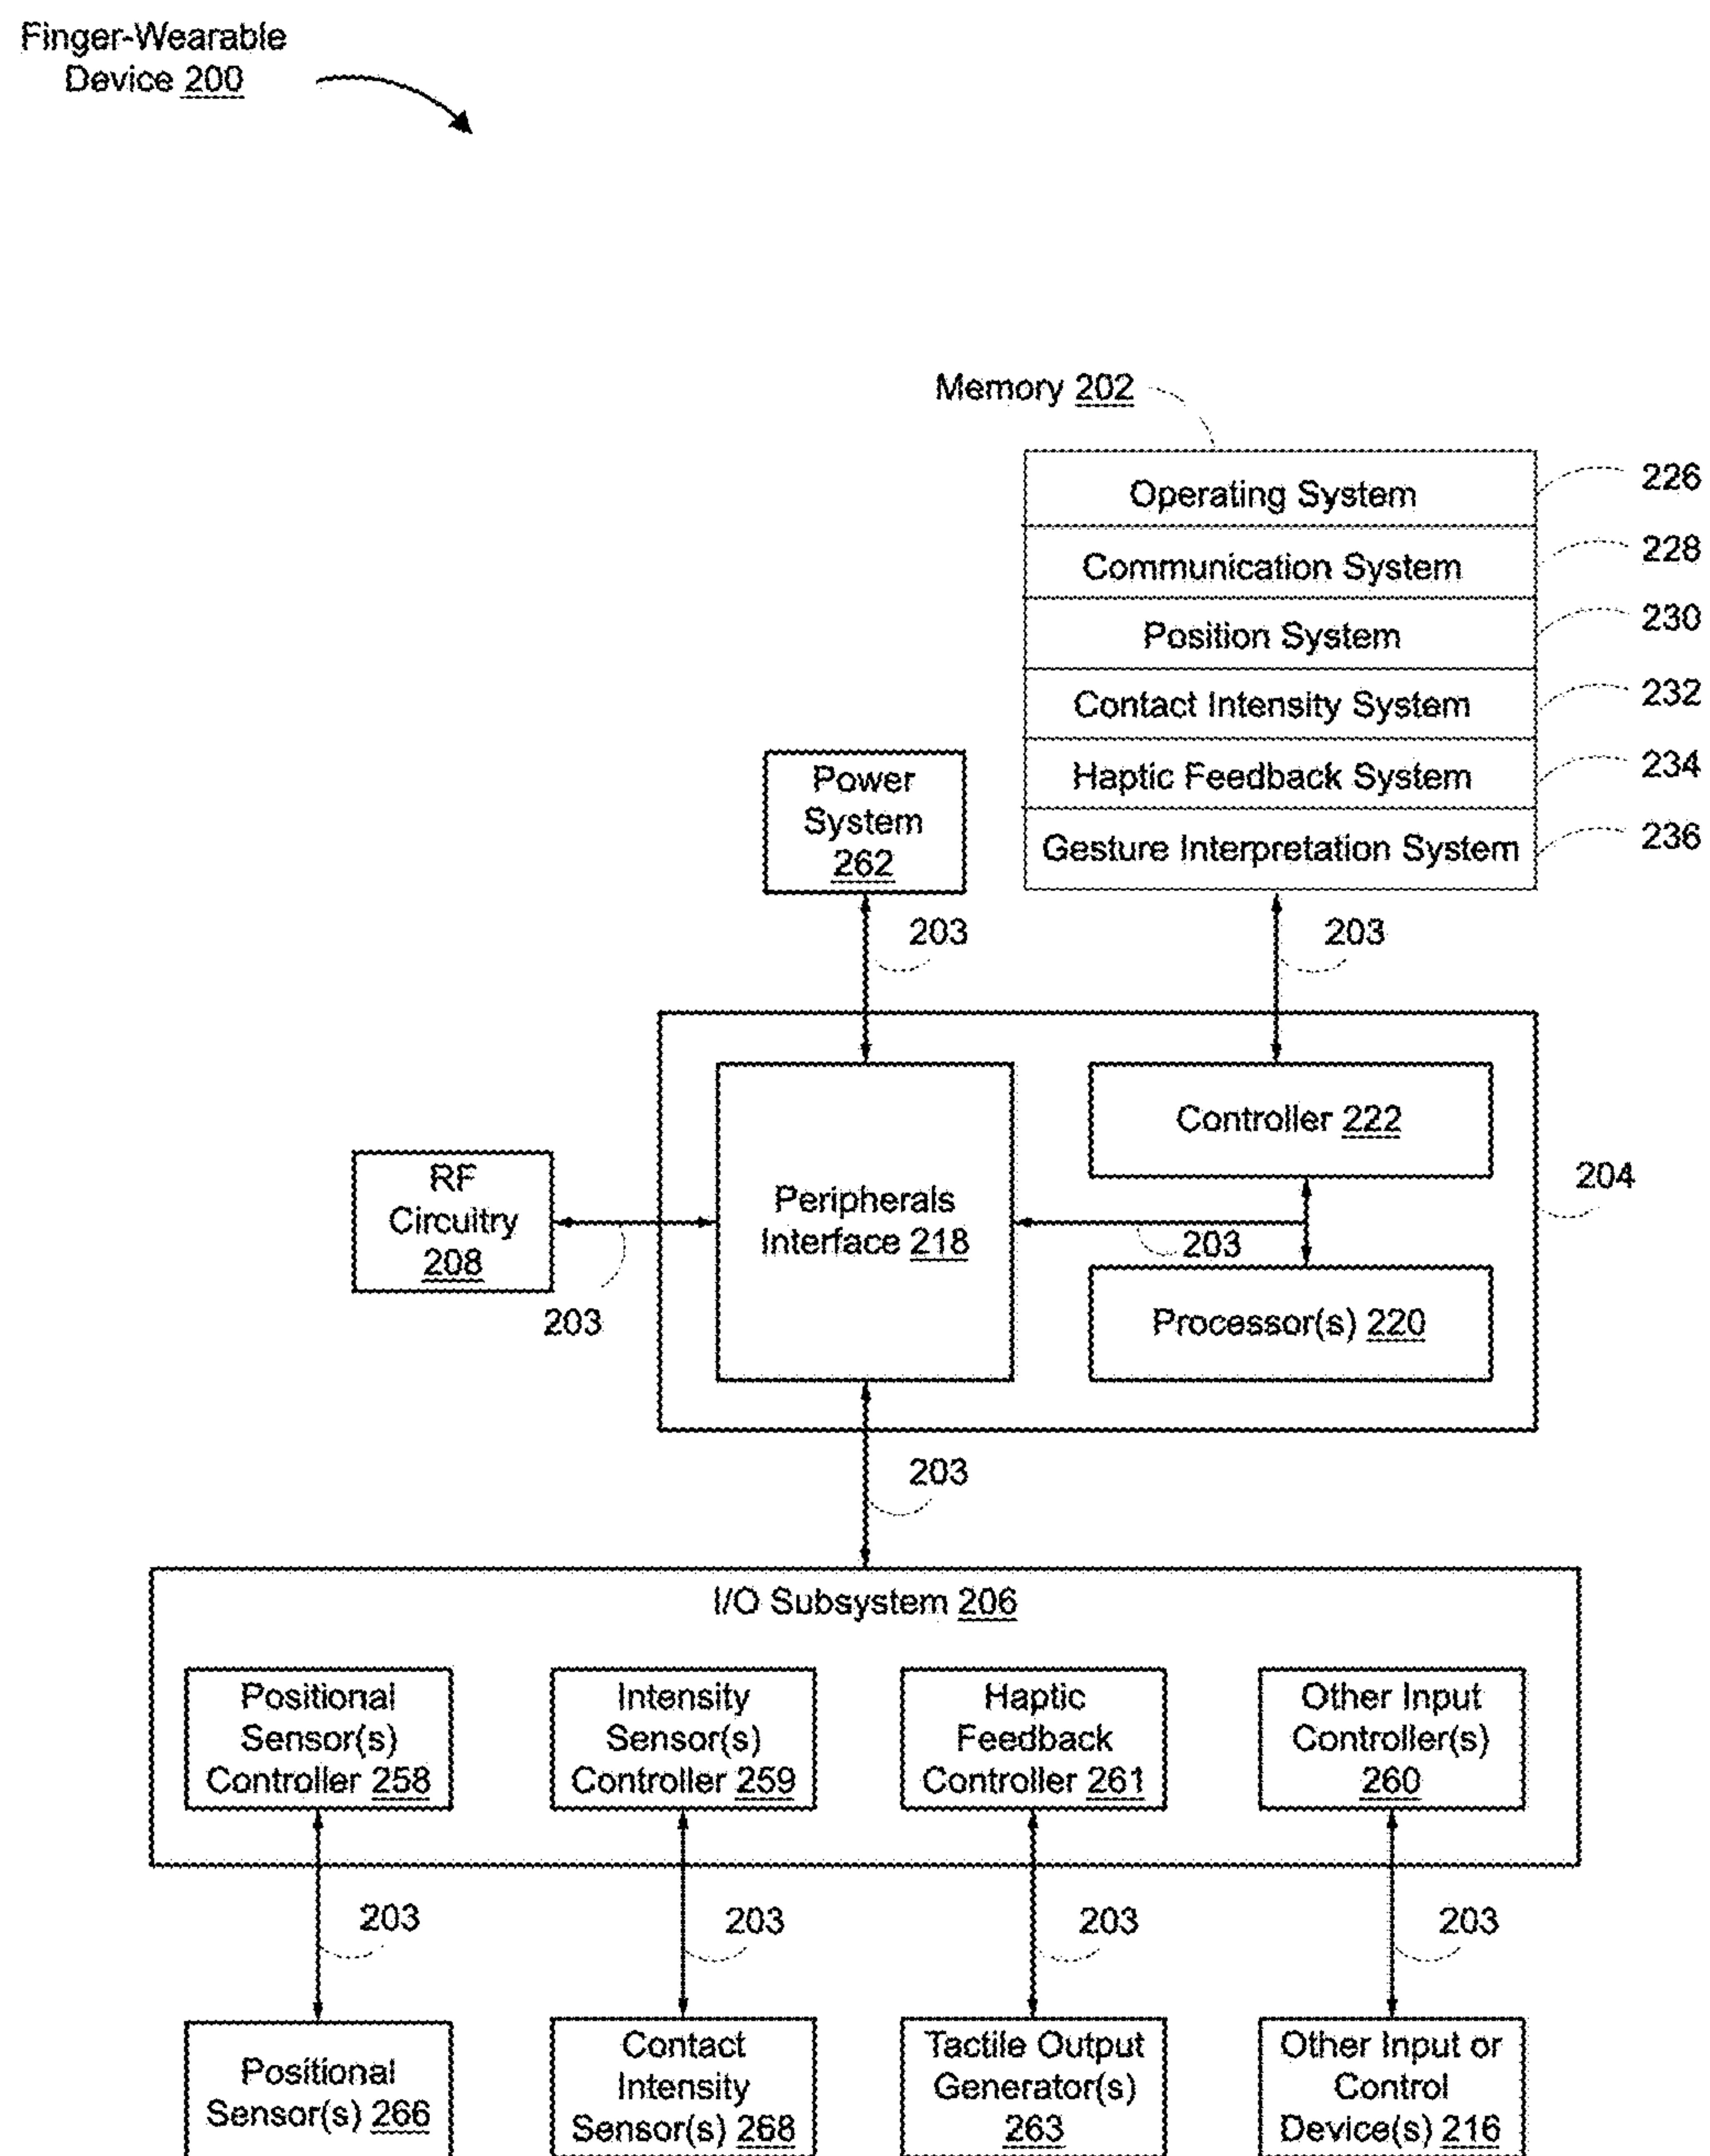 Finger-Wearable
Device 200
Memory 202
Operating System
226
Communication System
228
Position System
230
Contact Intensity System
232
Haptic Feedback System
234
Gesture Interpretation System
236
Power
System
262
203
203
Controller 222
204
RF
Circuitry
208
Peripherals
Interface 218
203
203
Processor(s) 220
203
I/O Subsystem 206
Positional
Sensor(s)
Controller 258
Intensity
Sensor(s)
Controller 259
Haptic
Feedback
Controller 261
Other Input
Controller(s)
260
203
203
203
203
Positional
Sensor(s) 266
Contact
Intensity
Sensor(s) 268
Tactile Output
Generator(s)
263
Other Input or
Control
Device(s) 216